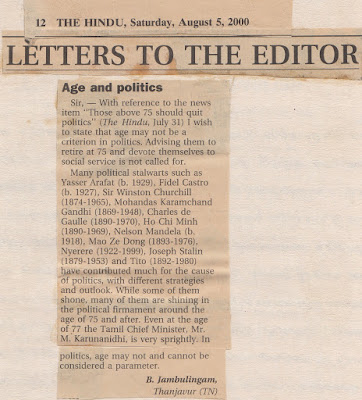 12 THE HINDU, Saturday, August 5, 2000
LETTERS TO THE EDITOR
Age and politics
Sir, — With reference to the news
item "Those above 75 should quit
politics" (The Hindu, July 31) I wish
to state that age may not be a
criterion in politics. Advising them to
retire at 75 and devote themselves to
social service is not called for.
Many political stalwarts such as
Yasser Arafat (b. 1929), Fidel Castro
(b. 1927), Sir Winston Churchill
(1874-1965), Mohandas Karamchand
Gandhi (1869-1948), Charles de
Gaulle (1890-1970), Ho Chi Minh
(1890-1969), Nelson Mandela (b.
1918), Mao Ze Dong (1893-1976),
Nyerere (1922-1999), Joseph Stalin
(1879-1953) and Tito (1892-1980)
have contributed much for the cause
of politics, with different strategies
and outlook. While some of them
shone, many of them are shining in
the political firmament around the
age of 75 and after. Even at the age
of 77 the Tamil Chief Minister. Mr.
M. Karunanidhi, is very sprightly. In
politics, age may not and cannot be
considered a parameter.
B. Jambulingam,
Thanjavur (TN)